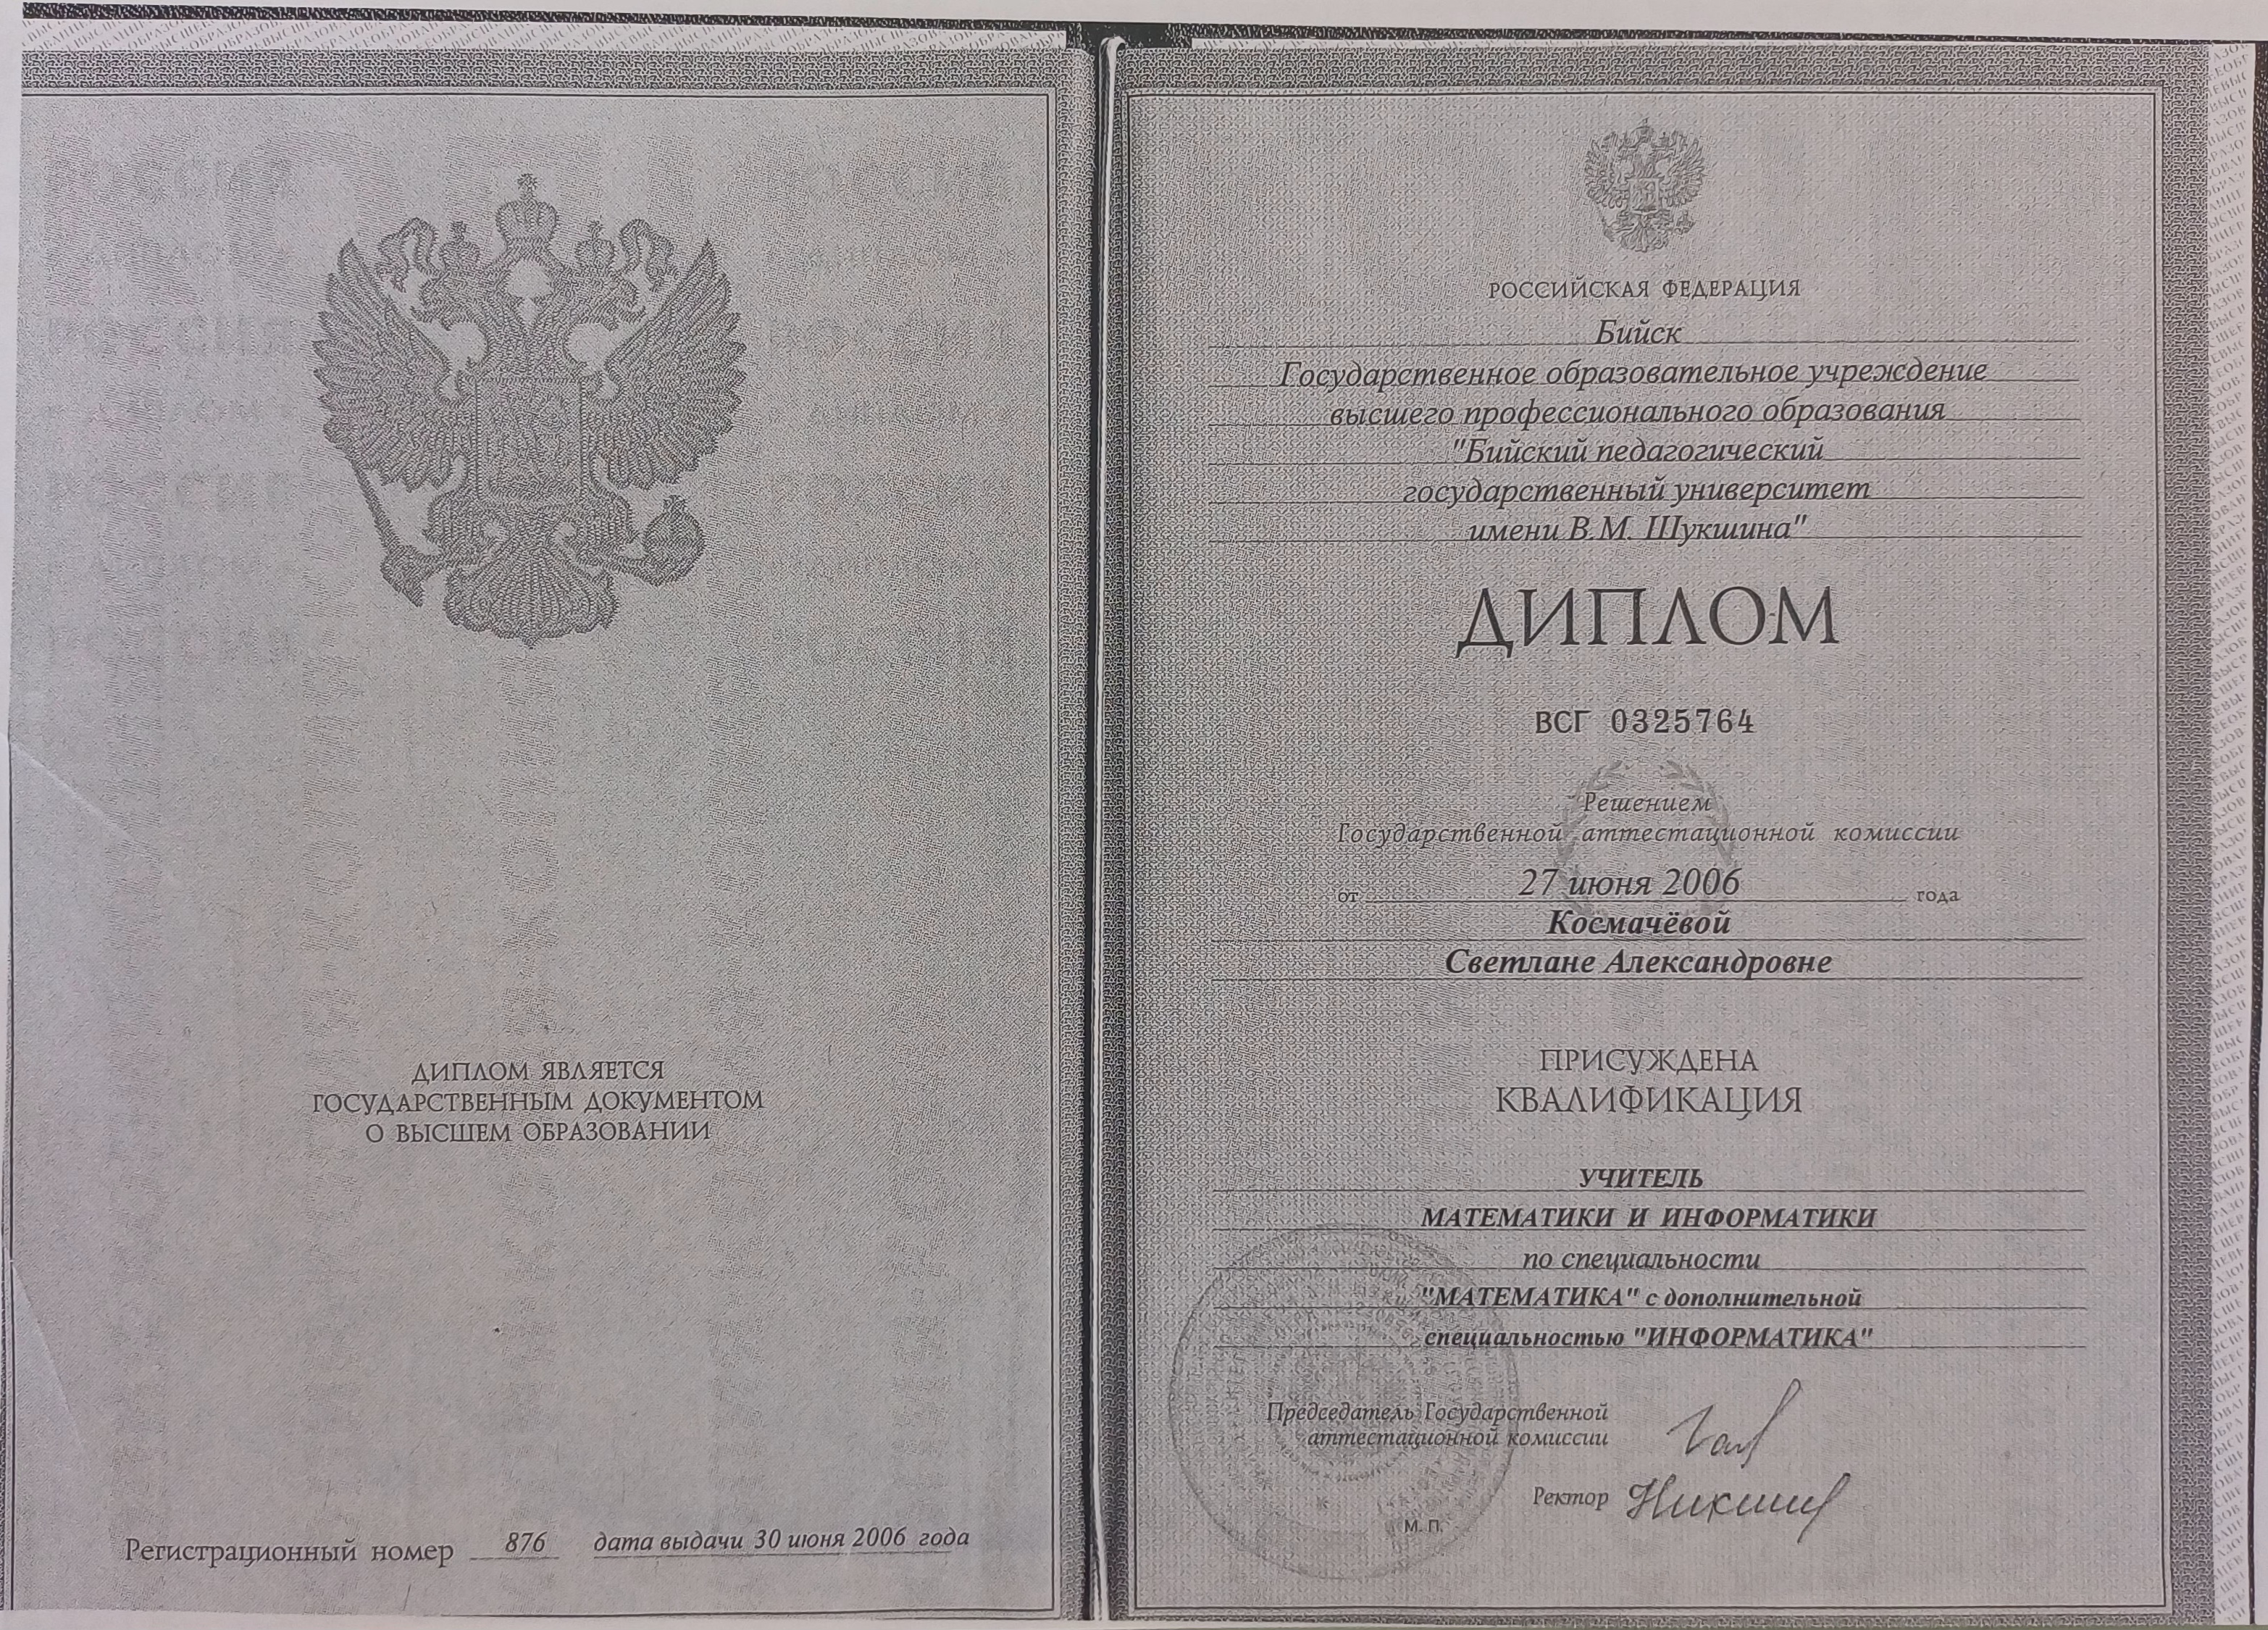 ДИПЛОМ ЯВЛЯЕТСЯ
ГОСУДАРСТВЕННЫМ ДОКУМЕНТОМ
О ВЫСШЕМ ОБРАЗОВАНИИ
Регистрационный номер 876 дата выдачи 30 июня 2006 года
РОССИЙСКАЯ ФЕДЕРАЦИЯ
Бийск
Государственное образовательное учреждение
высшего профессионального образования
"Бийский педагогический
государственный университет
имени В.М. Шукшина"
ДИПЛОМ
ВСГ 0325764
Решением
Государственной аттестационной комиссии
от 27 июня 2006 года
Космачёвой
Светлане Александровне
ПРИСУЖДЕНА
КВАЛИФИКАЦИЯ
УЧИТЕЛЬ
МАТЕМАТИКИ И ИНФОРМАТИКИ
по специальности
"МАТЕМАТИКА" с дополнительной
специальностью "ИНФОРМАТИКА"
Председатель Государственной
аттестационной комиссии
Ректор
М. П.